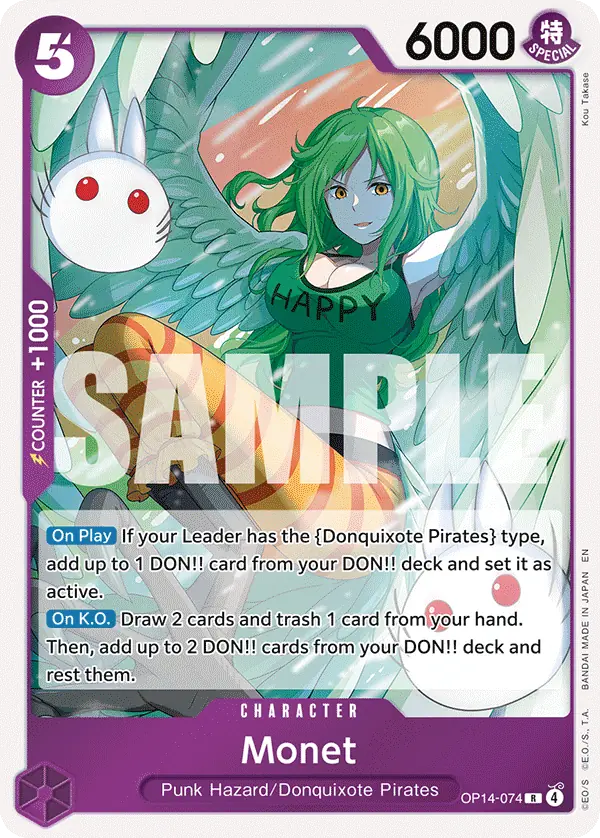 5
6000
特
SPECIAL
Kou Takase
HAPPY
COUNTER +1000
SAMPLE
On Play If your Leader has the {Donquixote Pirates} type,
add up to 1 DON!! card from your DON!! deck and set it as
active.
On K.O. Draw 2 cards and trash 1 card from your hand.
Then, add up to 2 DON!! cards from your DON!! deck and
rest them.
©E.O/S ©E.O./S., T.A. BANDAI MADE IN JAPAN EN
CHARACTER
Monet
Punk Hazard/Donquixote Pirates
OP14-074 R 4